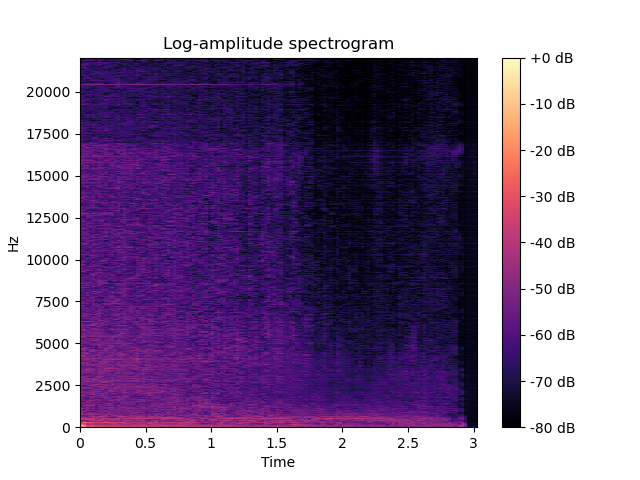 Log-amplitude spectrogram
Hz
20000
17500
15000
12500
10000
7500
5000
2500
0
0 0.5 1 1.5 2 2.5 3
Time
+0 dB
-10 dB
-20 dB
-30 dB
-40 dB
-50 dB
-60 dB
-70 dB
-80 dB